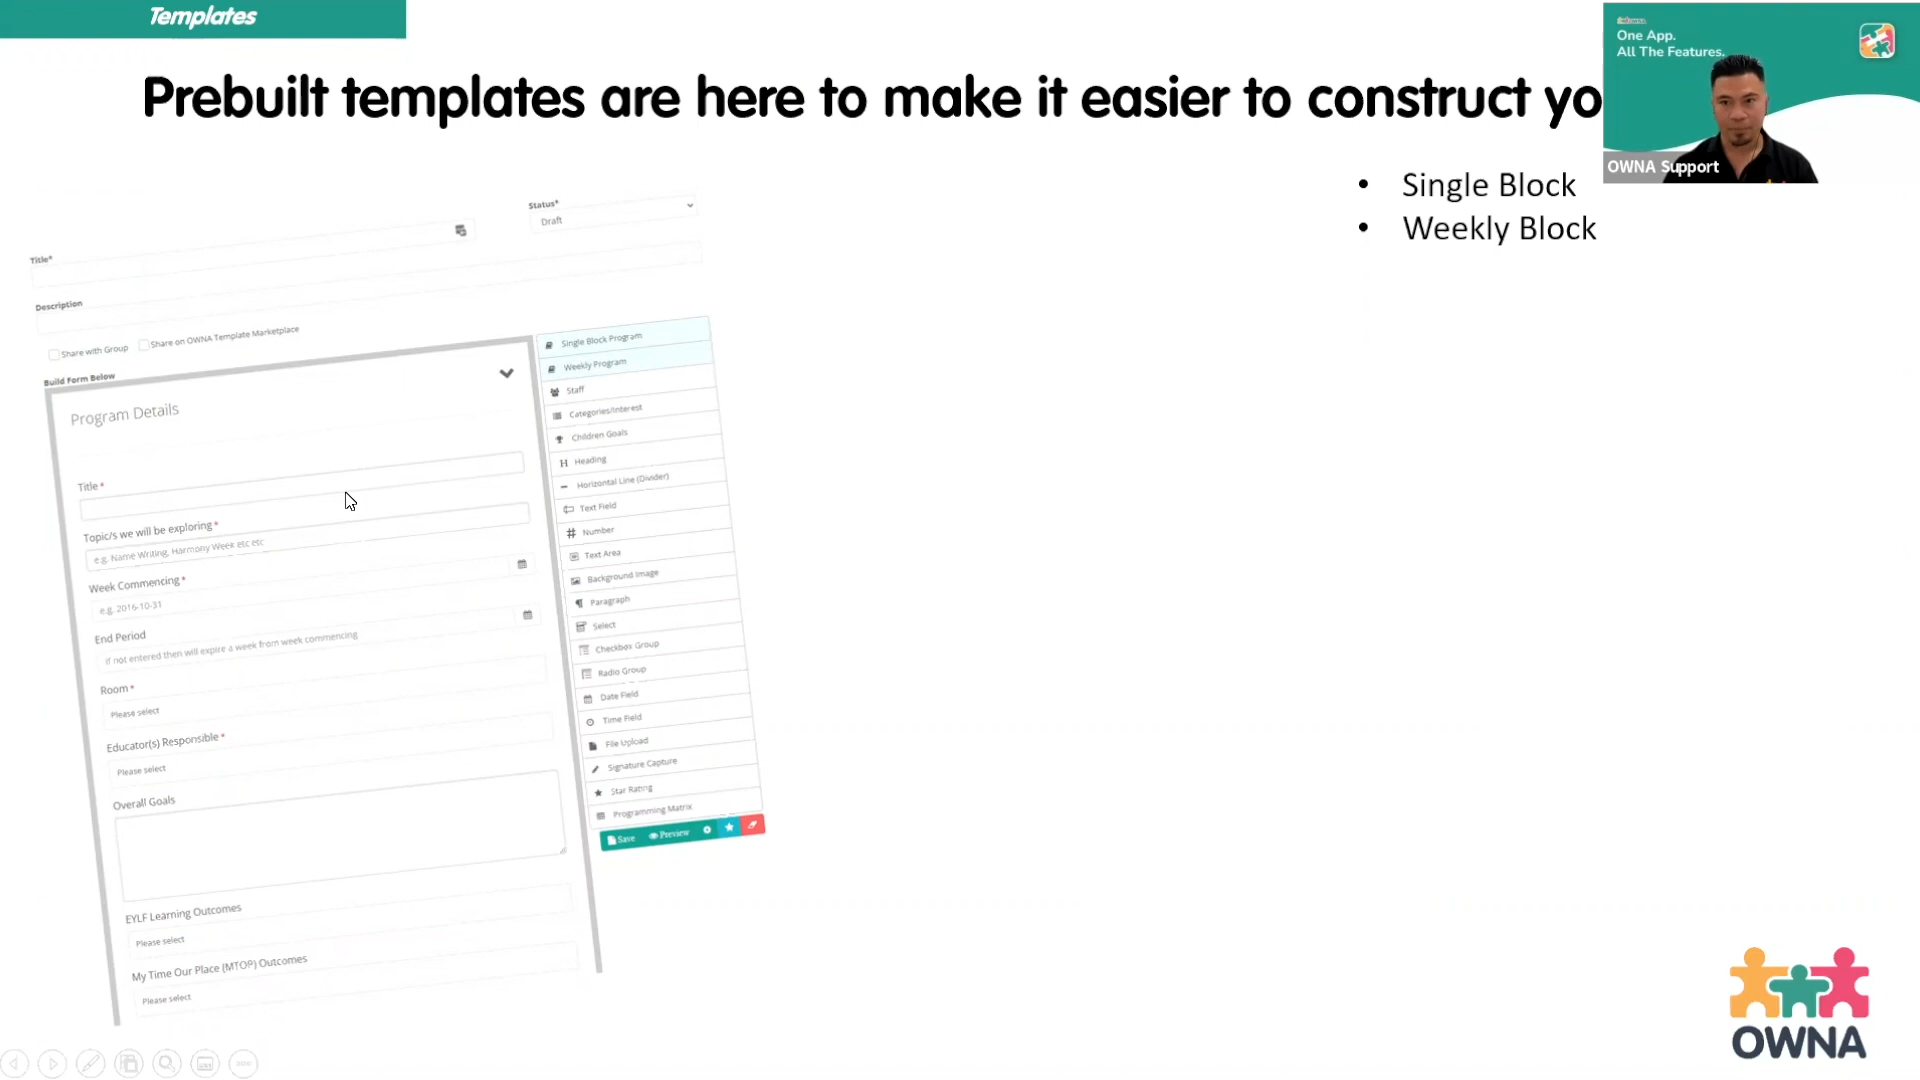 Templates
Prebuilt templates are here to make it easier to construct yo
One App.
All The Features.
OWNA Support
Single Block
Weekly Block
Status*
Draft
Title*
Description
Share with Group
Share on OWNA Template Marketplace
Build Form Below
Program Details
Title *
Topic/s we will be exploring *
e.g. Name Writing, Harmony Week etc etc
Week Commencing *
e.g. 2016-10-31
End Period
If not entered then will expire a week from week commencing
Room *
Please select
Educator(s) Responsible *
Please select
Overall Goals
EYLF Learning Outcomes
Please select
My Time Our Place (MTOP) Outcomes
Please select
Single Block Program
Weekly Program
Staff
Categories/Interest
Children Goals
Heading
Horizontal Line (Divider)
Text Field
Number
Text Area
Background Image
Paragraph
Select
Checkbox Group
Radio Group
Date Field
Time Field
File Upload
Signature Capture
Star Rating
Programming Matrix
Save
Preview
OWNA